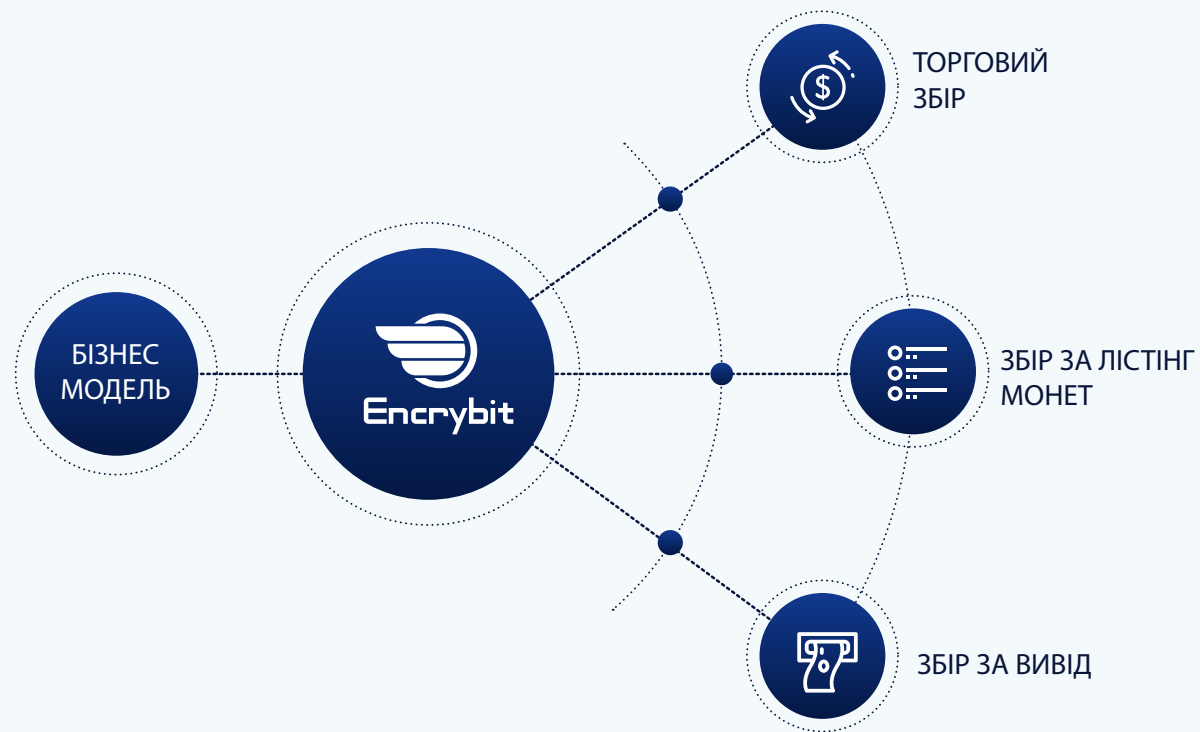 ТОРГОВИЙ
ЗБІР
БІЗНЕС
МОДЕЛЬ
Encrybit
ЗБІР ЗА ЛІСТІНГ
МОНЕТ
ЗБІР ЗА ВИВІД